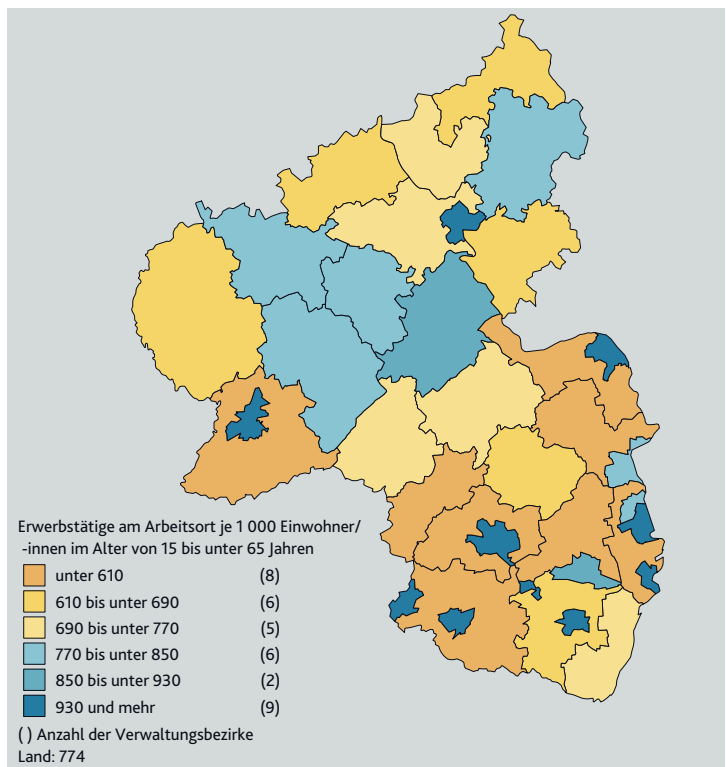 Erwerbstätige am Arbeitsort je 1 000 Einwohner/
-innen im Alter von 15 bis unter 65 Jahren
unter 610 (8)
610 bis unter 690 (6)
690 bis unter 770 (5)
770 bis unter 850 (6)
850 bis unter 930 (2)
930 und mehr (9)
( ) Anzahl der Verwaltungsbezirke
Land: 774